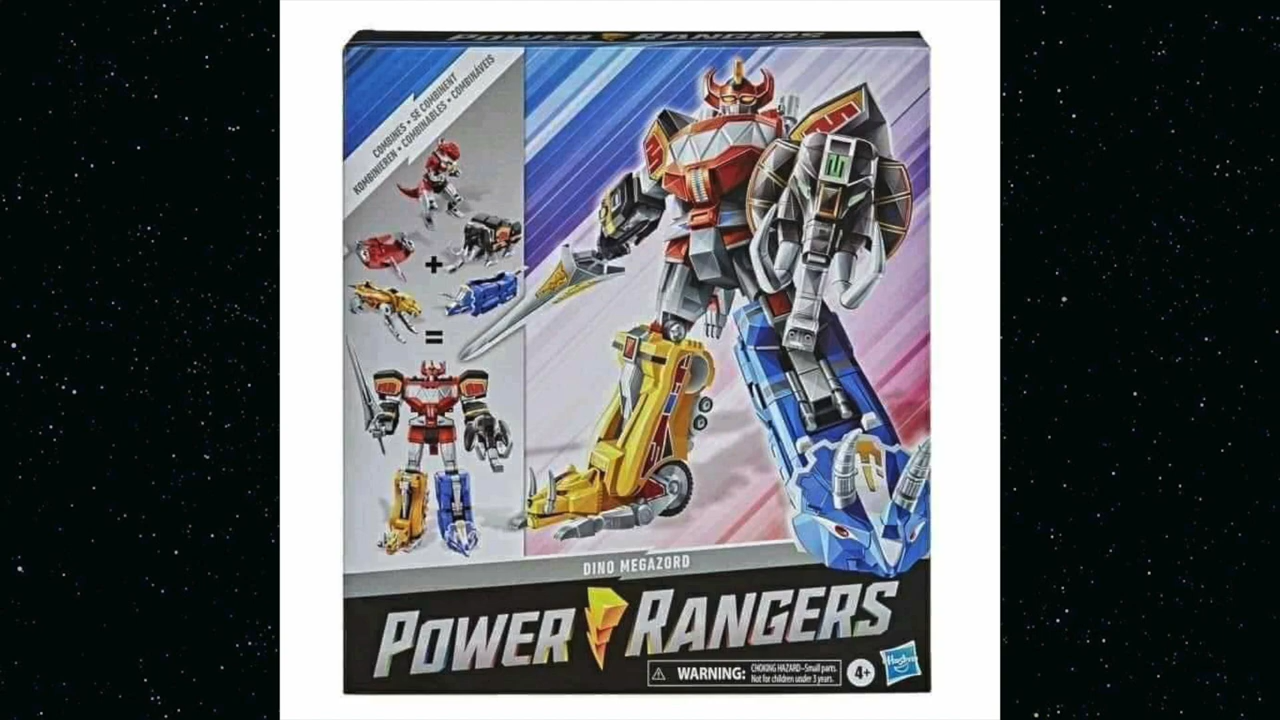 POWER RANGERS
COMBINES • SE COMBINENT
KOMBINIEREN • COMBINABLES • COMBINÁVEIS
+
=
DINO MEGAZORD
POWER RANGERS
WARNING: CHOKING HAZARD–Small parts.
Not for children under 3 years.
4+
Hasbro